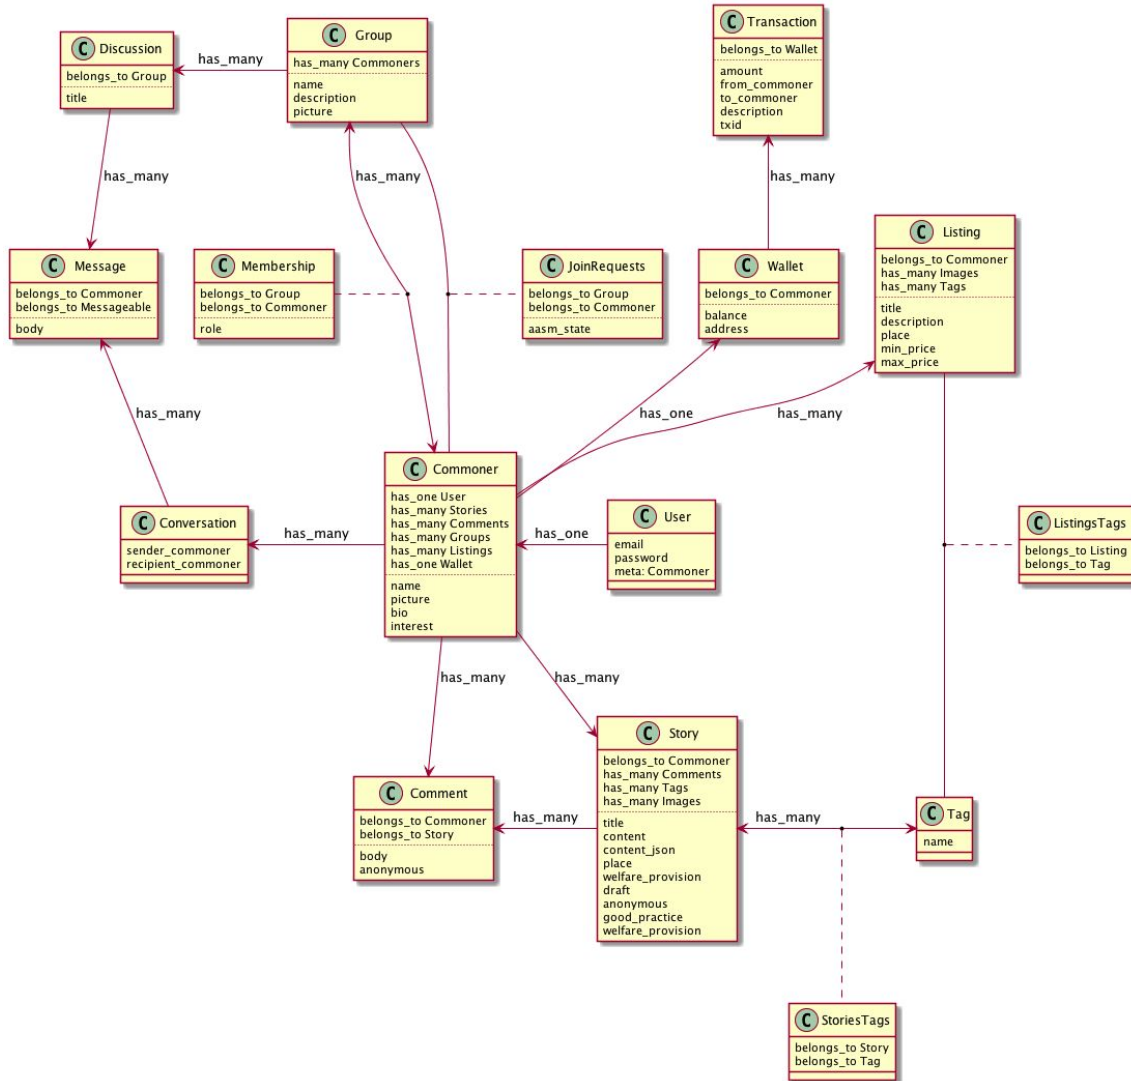 C Discussion
belongs_to Group
title
has_many
C Group
has_many Commoners
name
description
picture
C Transaction
belongs_to Wallet
amount
from_commoner
to_commoner
description
txid
has_many
has_many
has_many
C Message
belongs_to Commoner
belongs_to Messageable
body
C Membership
belongs_to Group
belongs_to Commoner
role
C JoinRequests
belongs_to Group
belongs_to Commoner
aasm_state
C Wallet
belongs_to Commoner
balance
address
C Listing
belongs_to Commoner
has_many Images
has_many Tags
title
description
place
min_price
max_price
has_many
has_one
has_many
C Conversation
sender_commoner
recipient_commoner
has_many
C Commoner
has_one User
has_many Stories
has_many Comments
has_many Groups
has_many Listings
has_one Wallet
name
picture
bio
interest
has_one
C User
email
password
meta: Commoner
C ListingsTags
belongs_to Listing
belongs_to Tag
has_many
has_many
C Comment
belongs_to Commoner
belongs_to Story
body
anonymous
has_many
C Story
belongs_to Commoner
has_many Comments
has_many Tags
has_many Images
title
content
content_json
place
welfare_provision
draft
anonymous
good_practice
welfare_provision
has_many
C Tag
name
C StoriesTags
belongs_to Story
belongs_to Tag